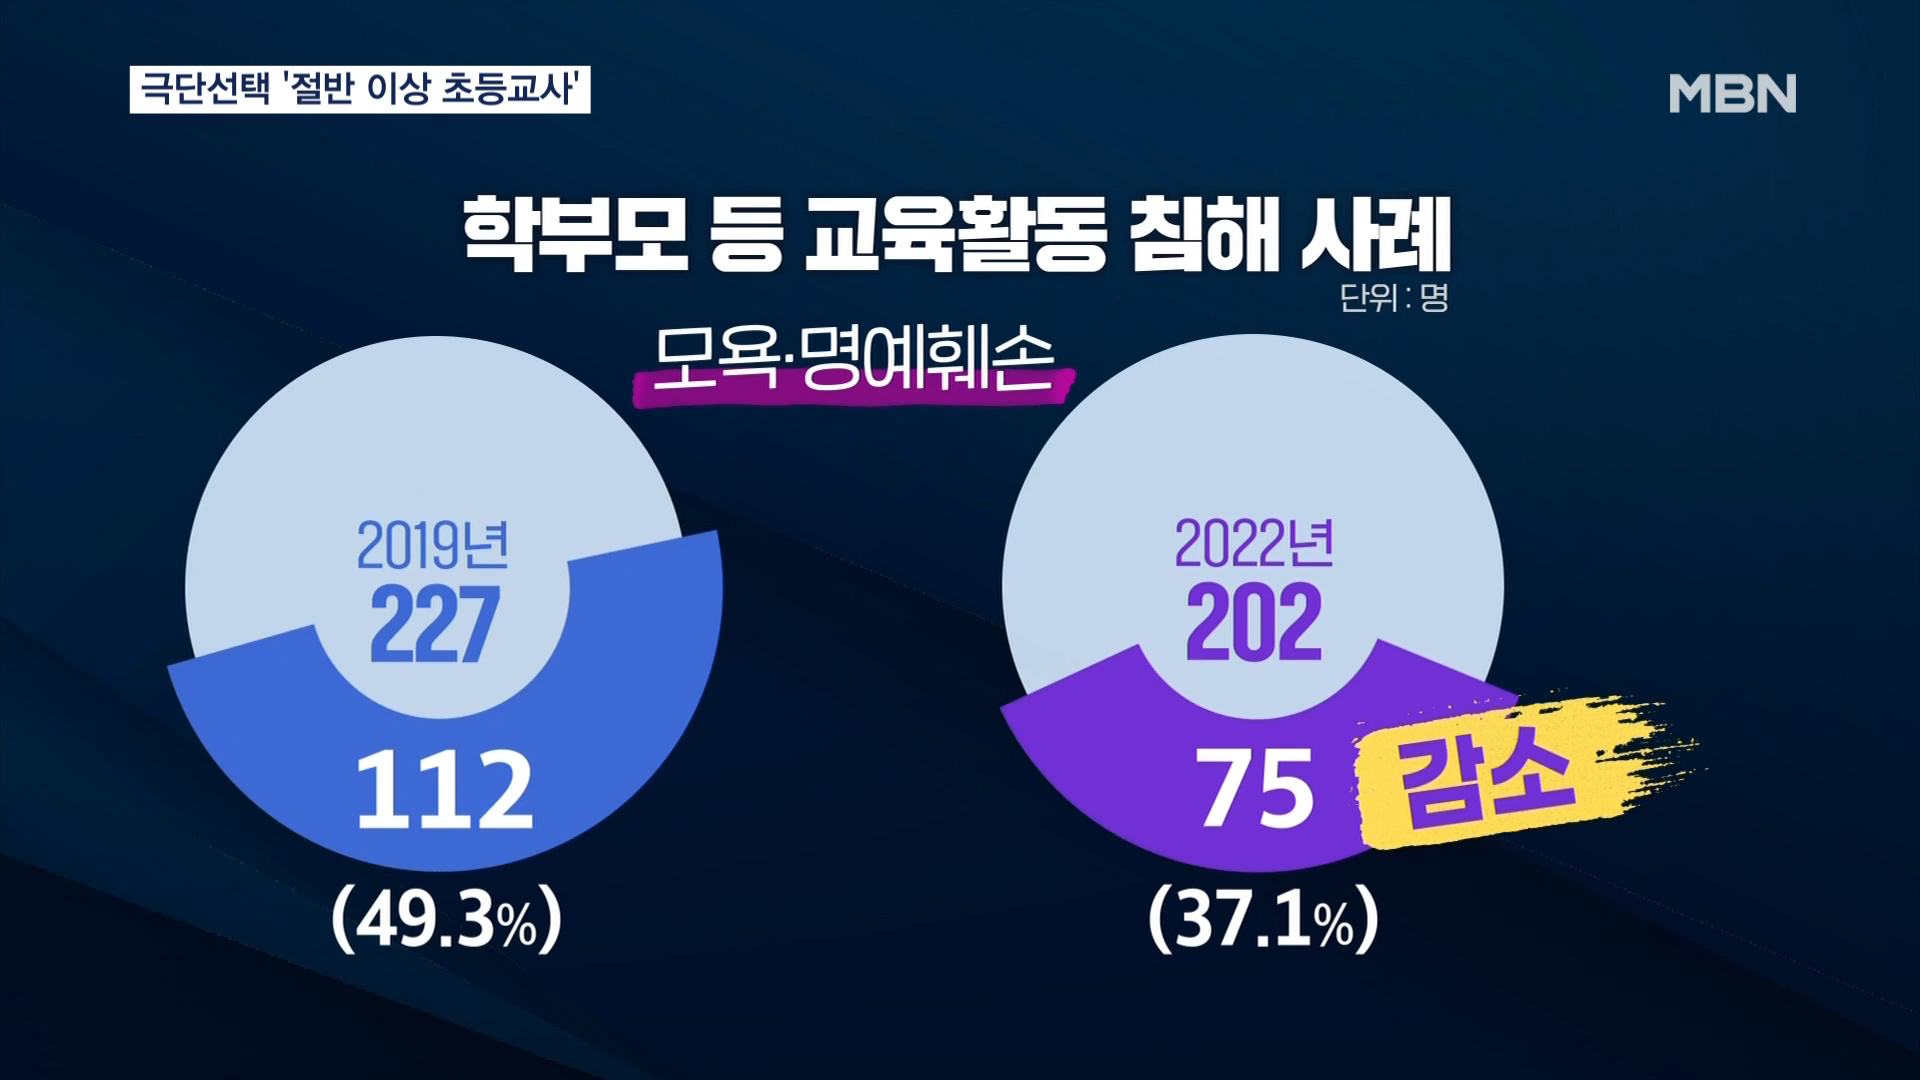 극단선택 '절반 이상 초등교사'
MBN
학부모 등 교육활동 침해 사례
단위 : 명
모욕·명예훼손
2019년
227
112
(49.3%)
2022년
202
75
감소
(37.1%)